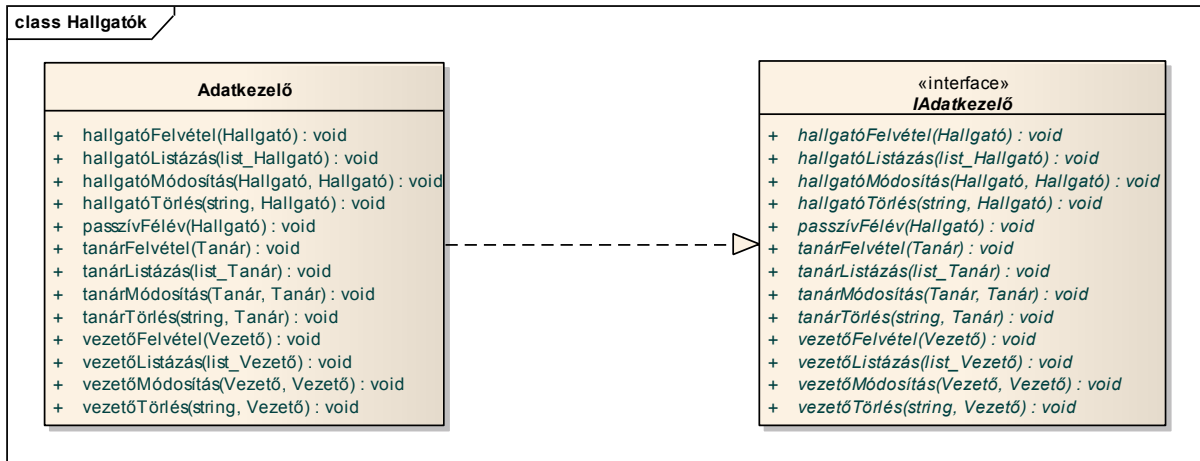 class Hallgatók
Adatkezelő
+ hallgatóFelvétel(Hallgató) : void
+ hallgatóListázás(list_Hallgató) : void
+ hallgatóMódosítás(Hallgató, Hallgató) : void
+ hallgatóTörlés(string, Hallgató) : void
+ passzívFélév(Hallgató) : void
+ tanárFelvétel(Tanár) : void
+ tanárListázás(list_Tanár) : void
+ tanárMódosítás(Tanár, Tanár) : void
+ tanárTörlés(string, Tanár) : void
+ vezetőFelvétel(Vezető) : void
+ vezetőListázás(list_Vezető) : void
+ vezetőMódosítás(Vezető, Vezető) : void
+ vezetőTörlés(string, Vezető) : void
«interface»
IAdatkezelő
+ hallgatóFelvétel(Hallgató) : void
+ hallgatóListázás(list_Hallgató) : void
+ hallgatóMódosítás(Hallgató, Hallgató) : void
+ hallgatóTörlés(string, Hallgató) : void
+ passzívFélév(Hallgató) : void
+ tanárFelvétel(Tanár) : void
+ tanárListázás(list_Tanár) : void
+ tanárMódosítás(Tanár, Tanár) : void
+ tanárTörlés(string, Tanár) : void
+ vezetőFelvétel(Vezető) : void
+ vezetőListázás(list_Vezető) : void
+ vezetőMódosítás(Vezető, Vezető) : void
+ vezetőTörlés(string, Vezető) : void